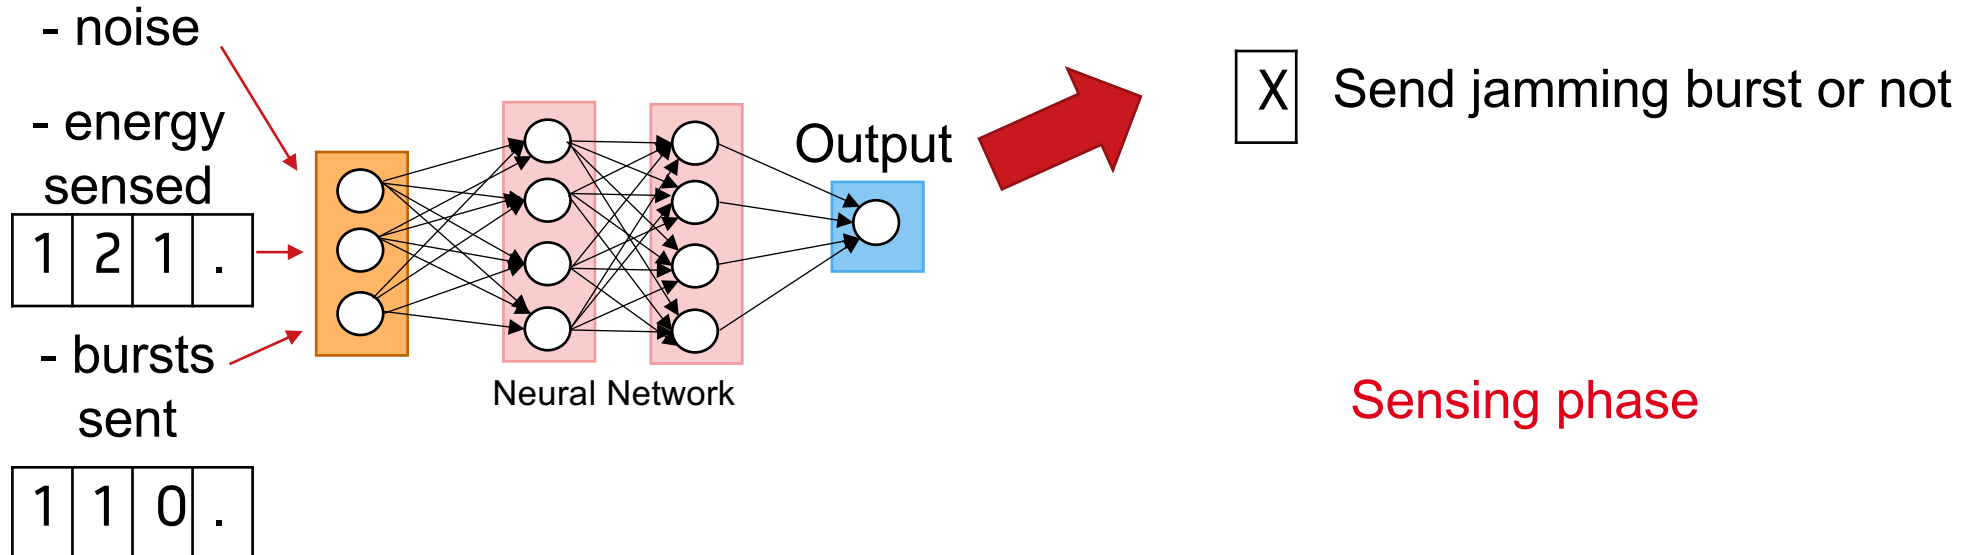 - noise
- energy
sensed
1 2 1 .
- bursts
sent
1 1 0 .
Neural Network
Output
X Send jamming burst or not
Sensing phase